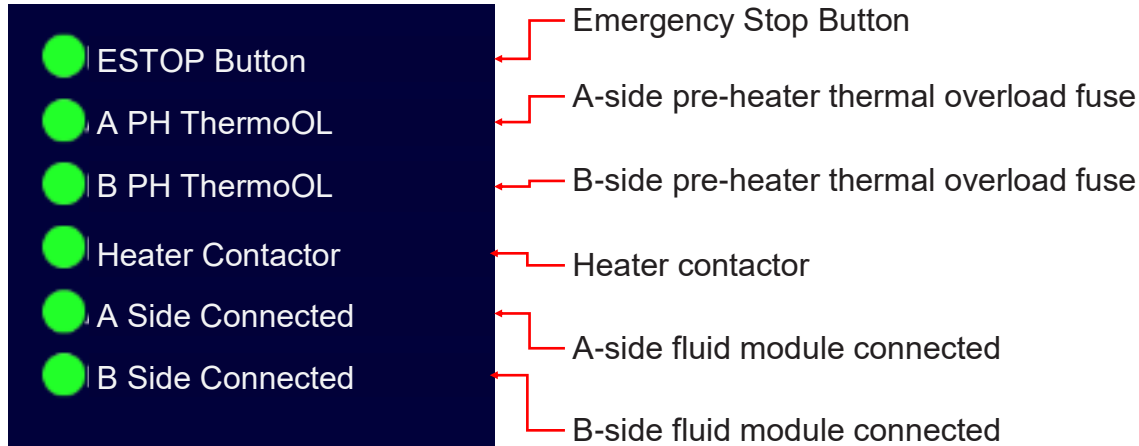 ESTOP Button
A PH ThermoOL
B PH ThermoOL
Heater Contactor
A Side Connected
B Side Connected
Emergency Stop Button
A-side pre-heater thermal overload fuse
B-side pre-heater thermal overload fuse
Heater contactor
A-side fluid module connected
B-side fluid module connected